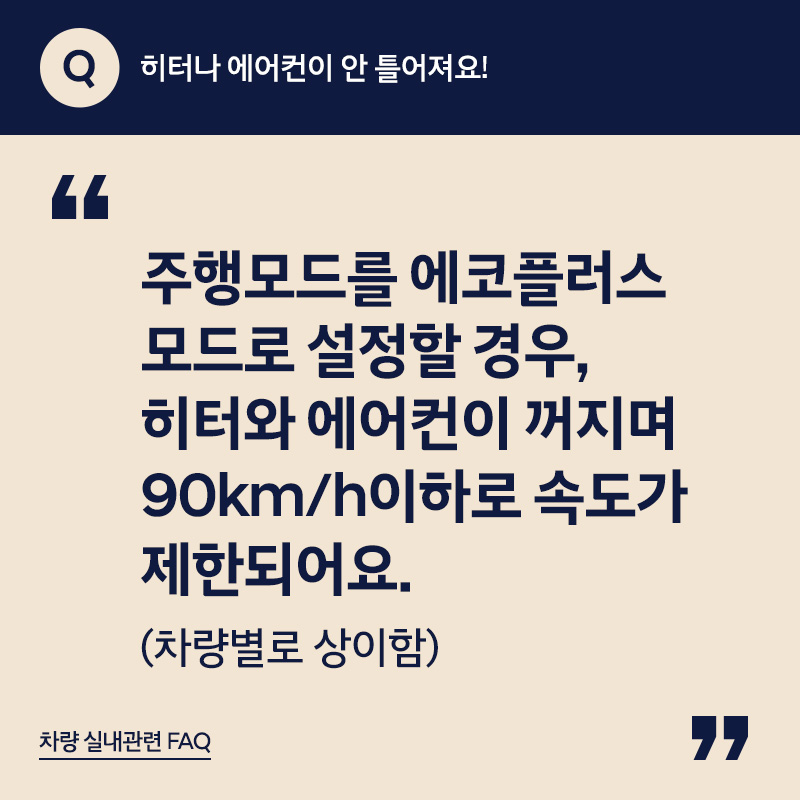 Q
히터나 에어컨이 안 틀어져요!
“
주행모드를 에코플러스
모드로 설정할 경우,
히터와 에어컨이 꺼지며
90km/h이하로 속도가
제한되어요.
(차량별로 상이함)
”
차량 실내관련 FAQ